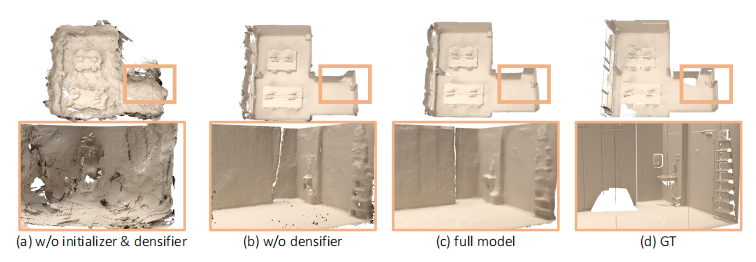 (a) w/o initializer & densifier
(b) w/o densifier
(c) full model
(d) GT